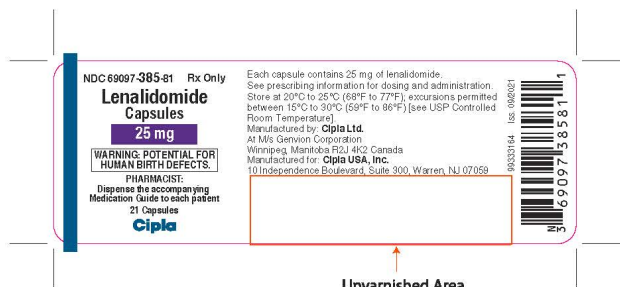 NDC 69097-385-81 Rx Only
Lenalidomide
Capsules
25 mg
WARNING: POTENTIAL FOR
HUMAN BIRTH DEFECTS.
PHARMACIST:
Dispense the accompanying
Medication Guide to each patient
21 Capsules
Cipla
Each capsule contains 25 mg of lenalidomide.
See prescribing information for dosing and administration.
Store at 20°C to 25°C (68°F to 77°F); excursions permitted
between 15°C to 30°C (59°F to 86°F) [see USP Controlled
Room Temperature].
Manufactured by: Cipla Ltd.
At M/s Genvion Corporation
Winnipeg, Manitoba R2J 4K2 Canada
Manufactured for: Cipla USA, Inc.
10 Independence Boulevard, Suite 300, Warren, NJ 07059
99333164 Iss. 09/2021
N 3 69097-38581 1
Unvarnished Area